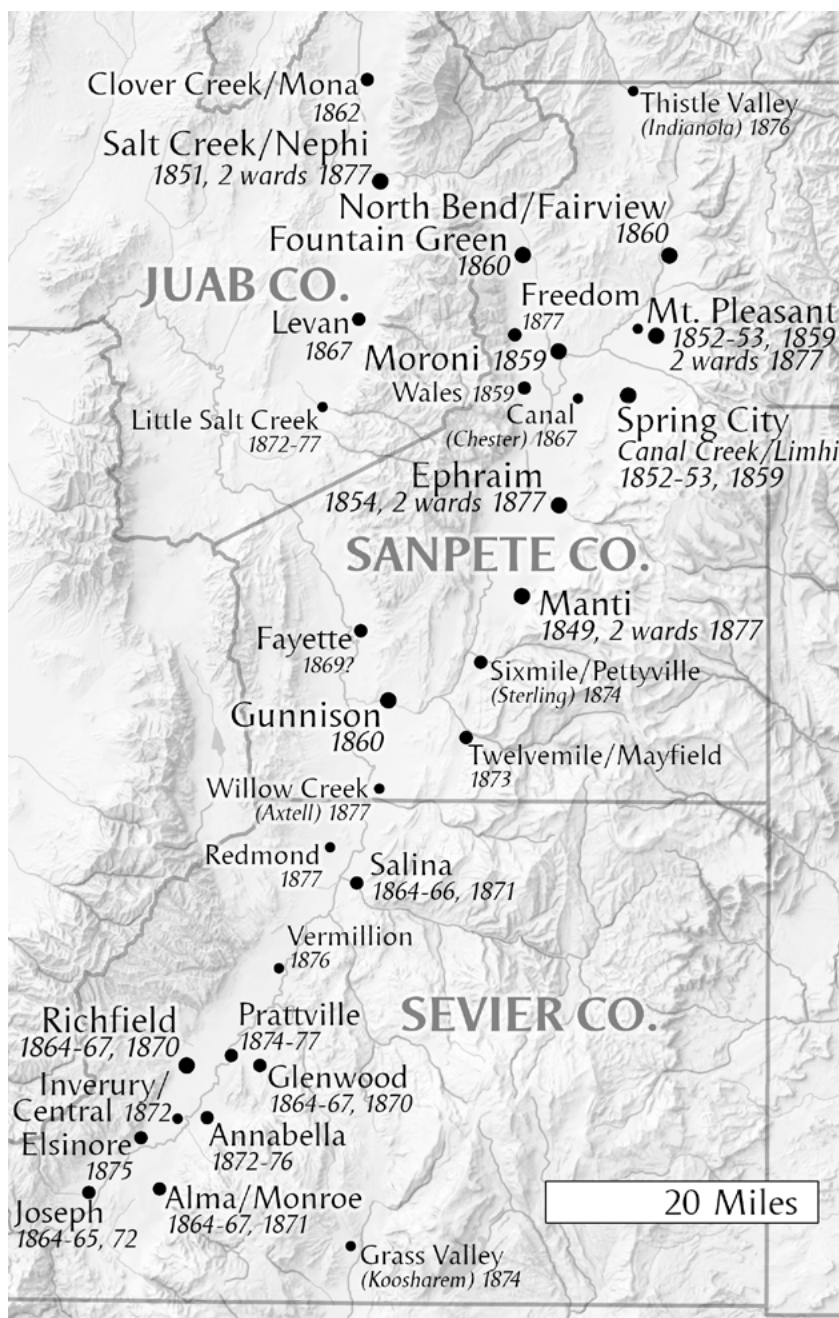 Clover Creek/Mona
1862
Thistle Valley
(Indianola) 1876
Salt Creek/Nephi
1851, 2 wards 1877
North Bend/Fairview
1860
Fountain Green
1860
JUAB CO.
Freedom
1877
Mt. Pleasant
1852-53, 1859
2 wards 1877
Levan
1867
Moroni 1859
Wales 1859
Canal
(Chester) 1867
Little Salt Creek
1872-77
Spring City
Canal Creek/Limhi
1852-53, 1859
Ephraim
1854, 2 wards 1877
SANPETE CO.
Manti
1849, 2 wards 1877
Fayette
1869?
Sixmile/Pettyville
(Sterling) 1874
Gunnison
1860
Twelvemile/Mayfield
1873
Willow Creek
(Axtell) 1877
Redmond
1877
Salina
1864-66, 1871
Vermillion
1876
SEVIER CO.
Richfield
1864-67, 1870
Prattville
1874-77
Glenwood
1864-67, 1870
Inverury/
Central 1872
Annabella
1872-76
Elsinore
1875
Joseph
1864-65, 72
Alma/Monroe
1864-67, 1871
Grass Valley
(Koosharem) 1874
20 Miles